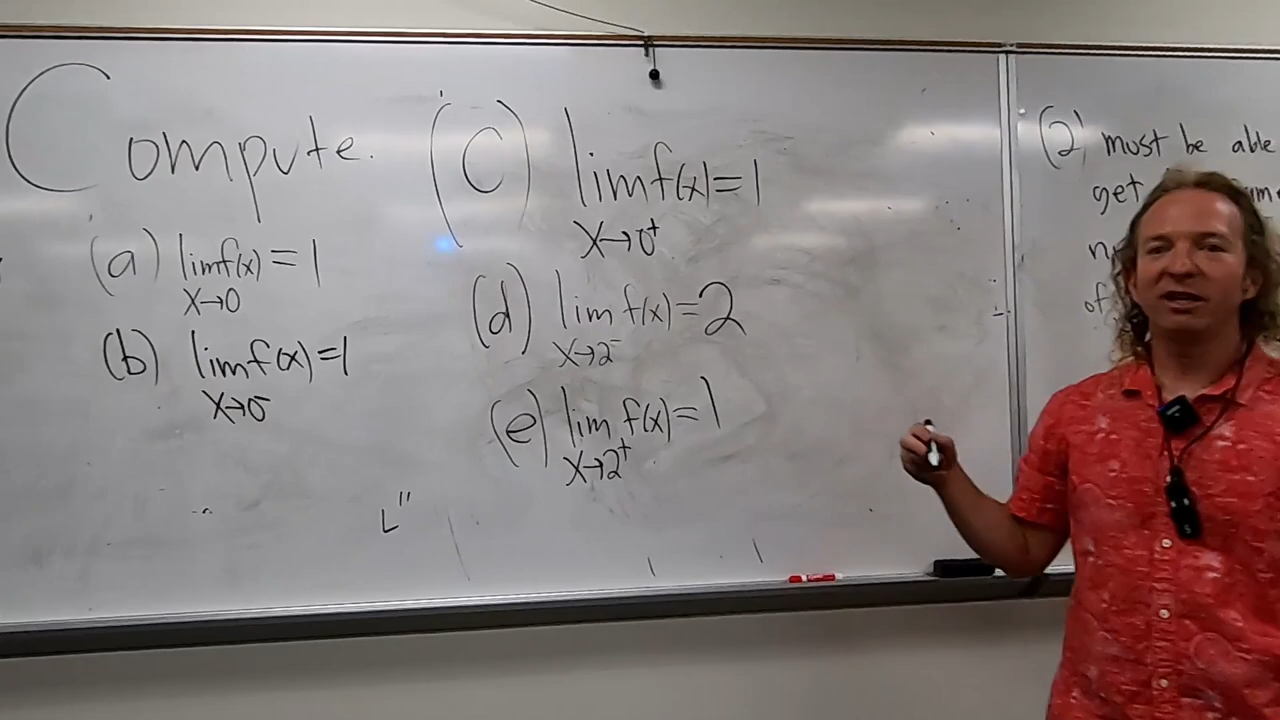 Compute.
(a) lim f(x) = 1
x→0
(b) lim f(x) = 1
x→0⁻
L"
(C) lim f(x) = 1
x→0⁺
(d) lim f(x) = 2
x→2⁻
(e) lim f(x) = 1
x→2⁺
(2) must be able
get
of